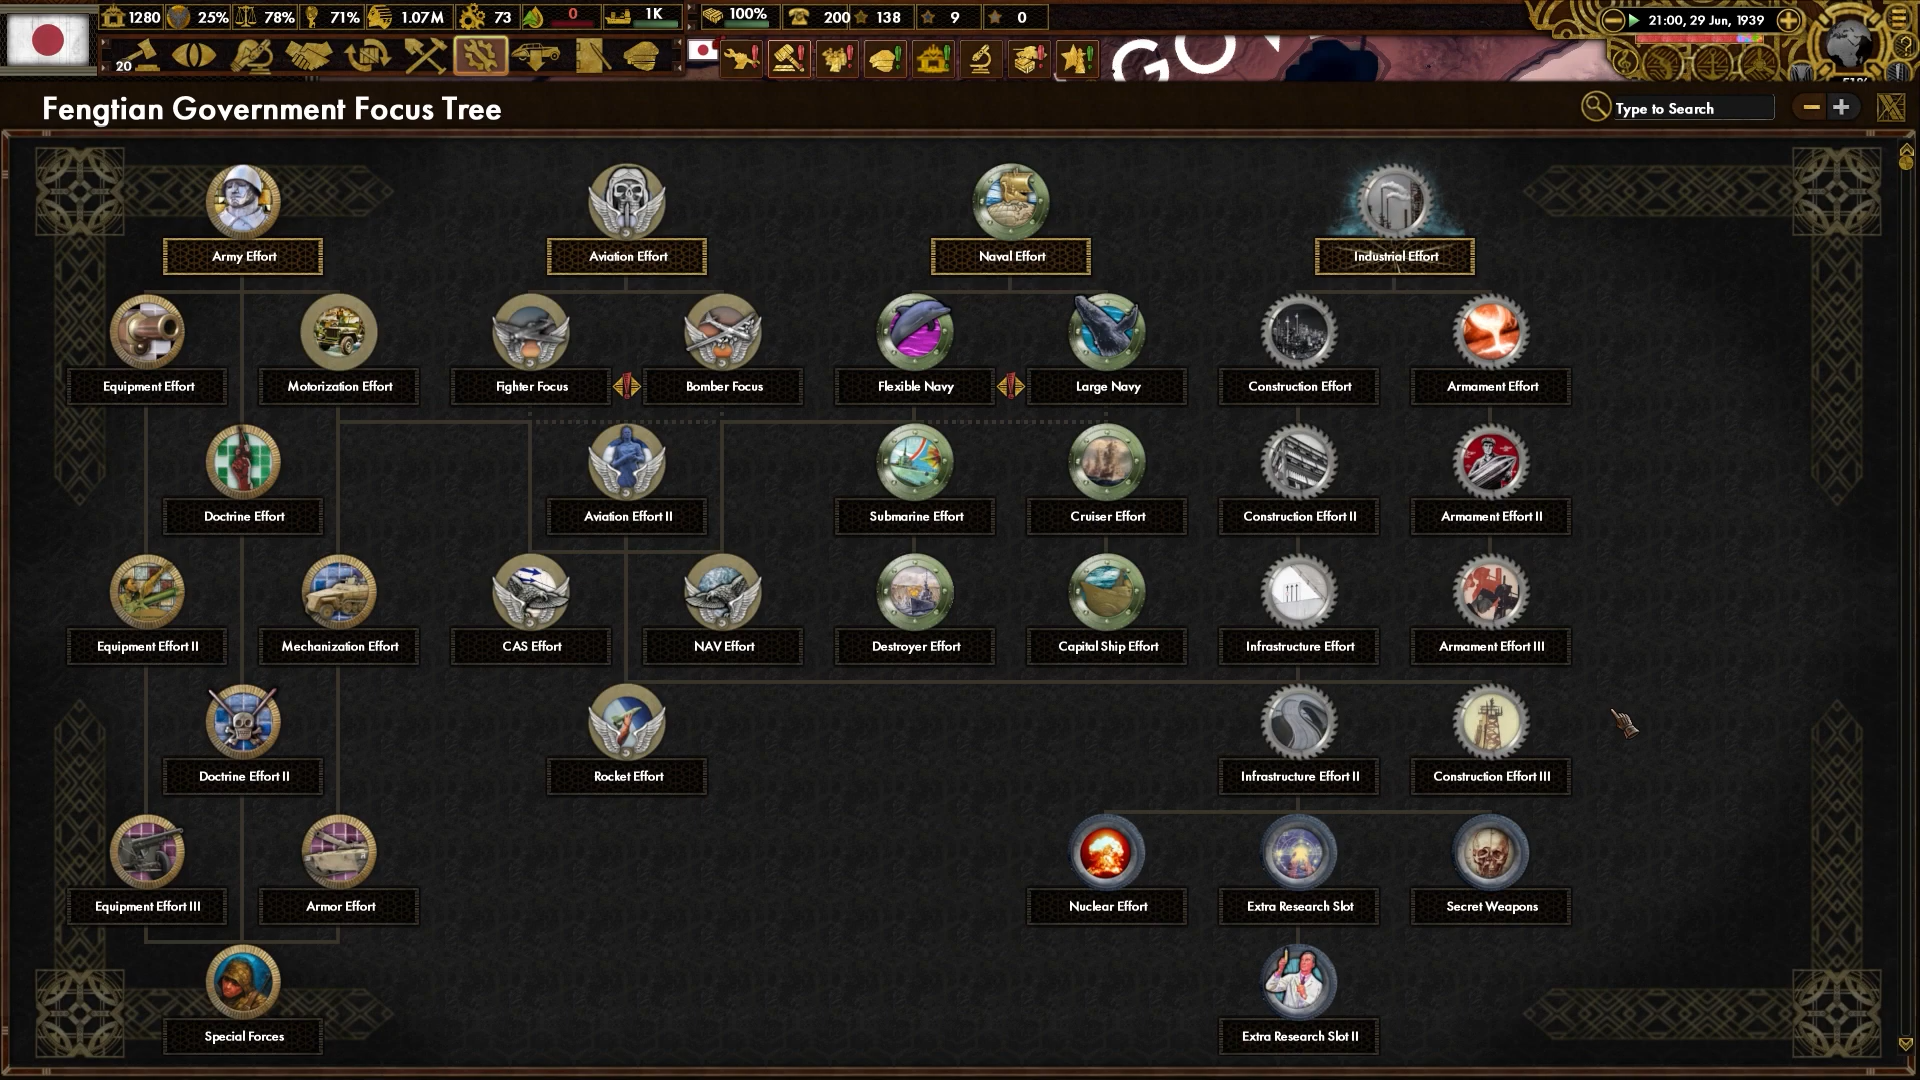 1280 25% 78% 71% 1.07M 73 0 1K 100% 200 138 9 0 21:00, 29 Jun, 1939
20
GO
51%
Fengtian Government Focus Tree
Type to Search
Army Effort Aviation Effort Naval Effort Industrial Effort
Equipment Effort Motorization Effort Fighter Focus Bomber Focus Flexible Navy Large Navy Construction Effort Armament Effort
Doctrine Effort Aviation Effort II Submarine Effort Cruiser Effort Construction Effort II Armament Effort II
Equipment Effort II Mechanization Effort CAS Effort NAV Effort Destroyer Effort Capital Ship Effort Infrastructure Effort Armament Effort III
Doctrine Effort II Rocket Effort Infrastructure Effort II Construction Effort III
Equipment Effort III Armor Effort Nuclear Effort Extra Research Slot Secret Weapons
Special Forces Extra Research Slot II